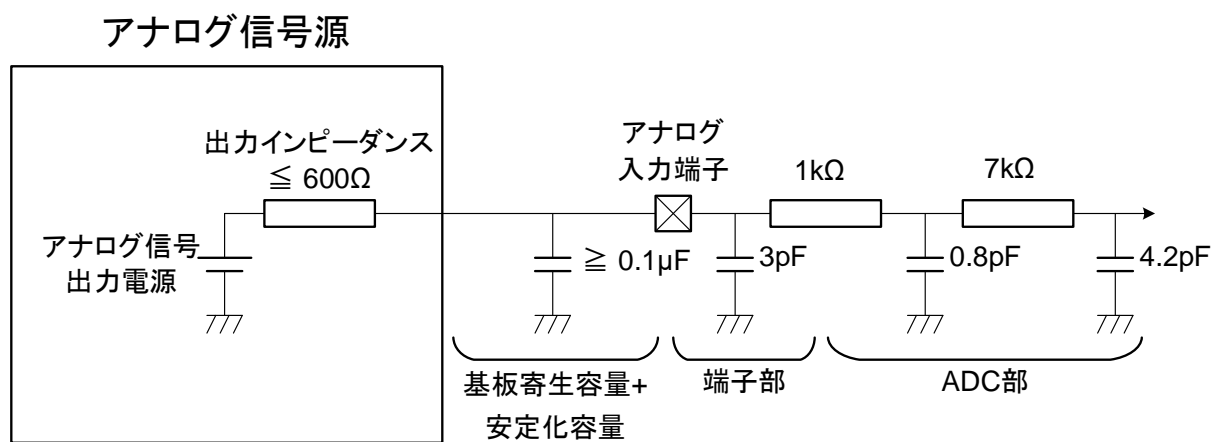 アナログ信号源
出力インピーダンス
≦ 600Ω
アナログ信号
出力電源
アナログ
入力端子
1kΩ
7kΩ
≧ 0.1μF
3pF
0.8pF
4.2pF
基板寄生容量+
安定化容量
端子部
ADC部